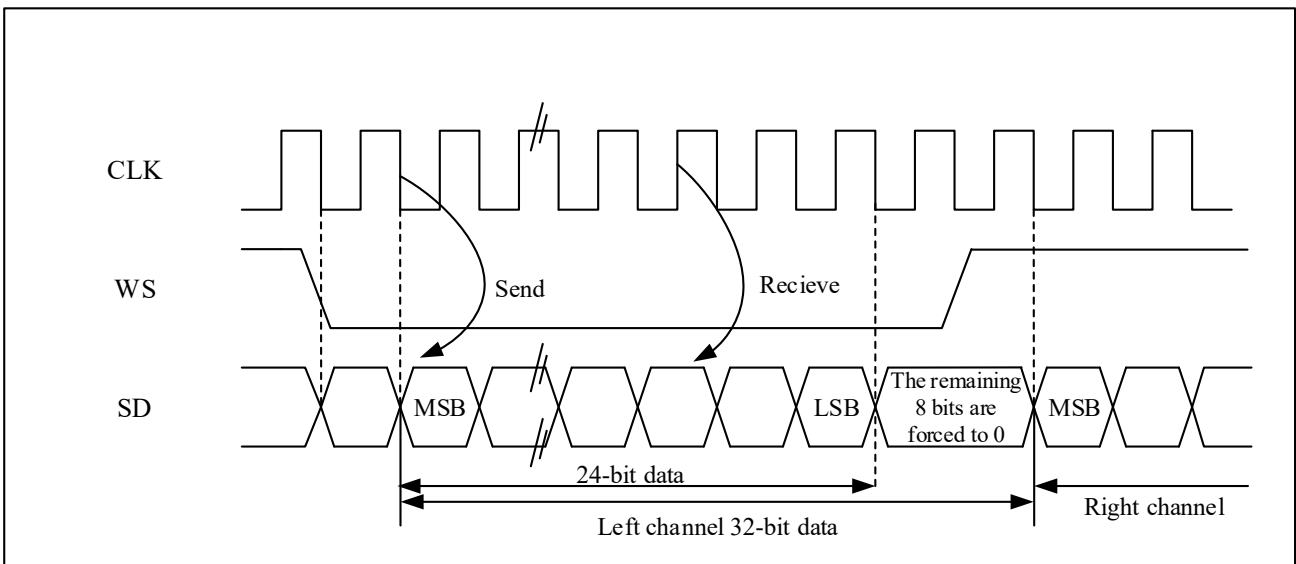 CLK
WS
Send
Recieve
SD
MSB
LSB
The remaining
8 bits are
forced to 0
MSB
24-bit data
Left channel 32-bit data
Right channel